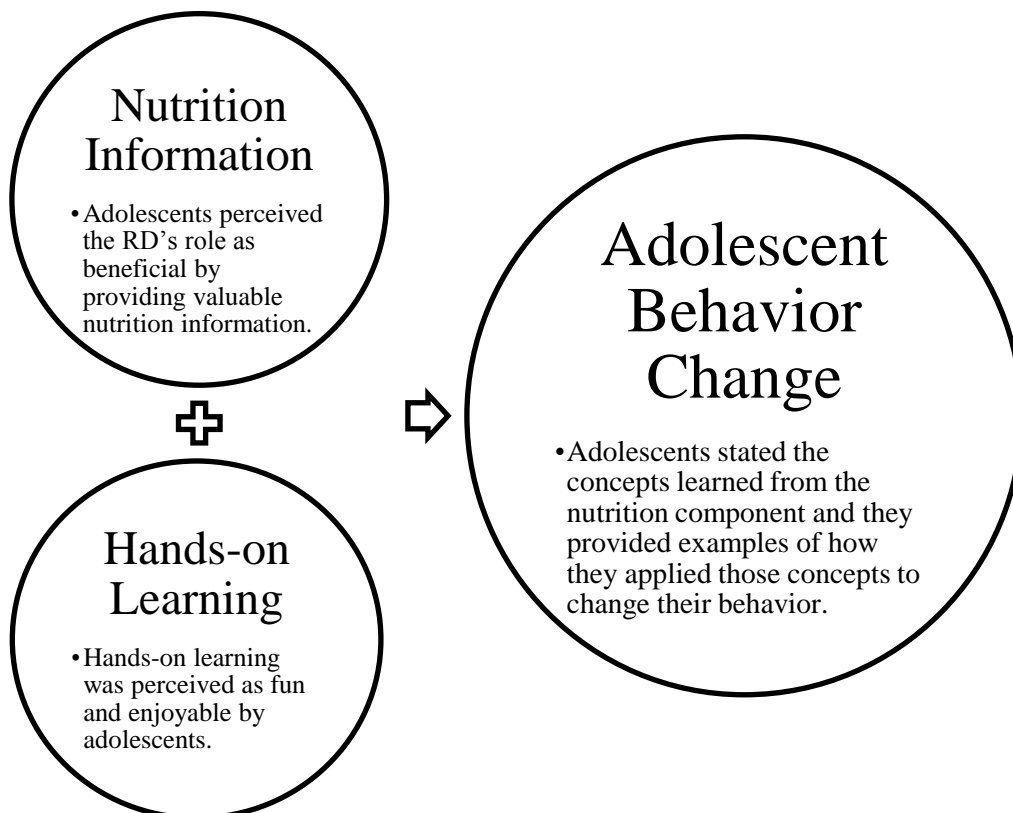 Nutrition
Information
•Adolescents perceived
the RD’s role as
beneficial by
providing valuable
nutrition information.
Hands-on
Learning
•Hands-on learning
was perceived as fun
and enjoyable by
adolescents.
Adolescent
Behavior
Change
•Adolescents stated the
concepts learned from the
nutrition component and they
provided examples of how
they applied those concepts to
change their behavior.